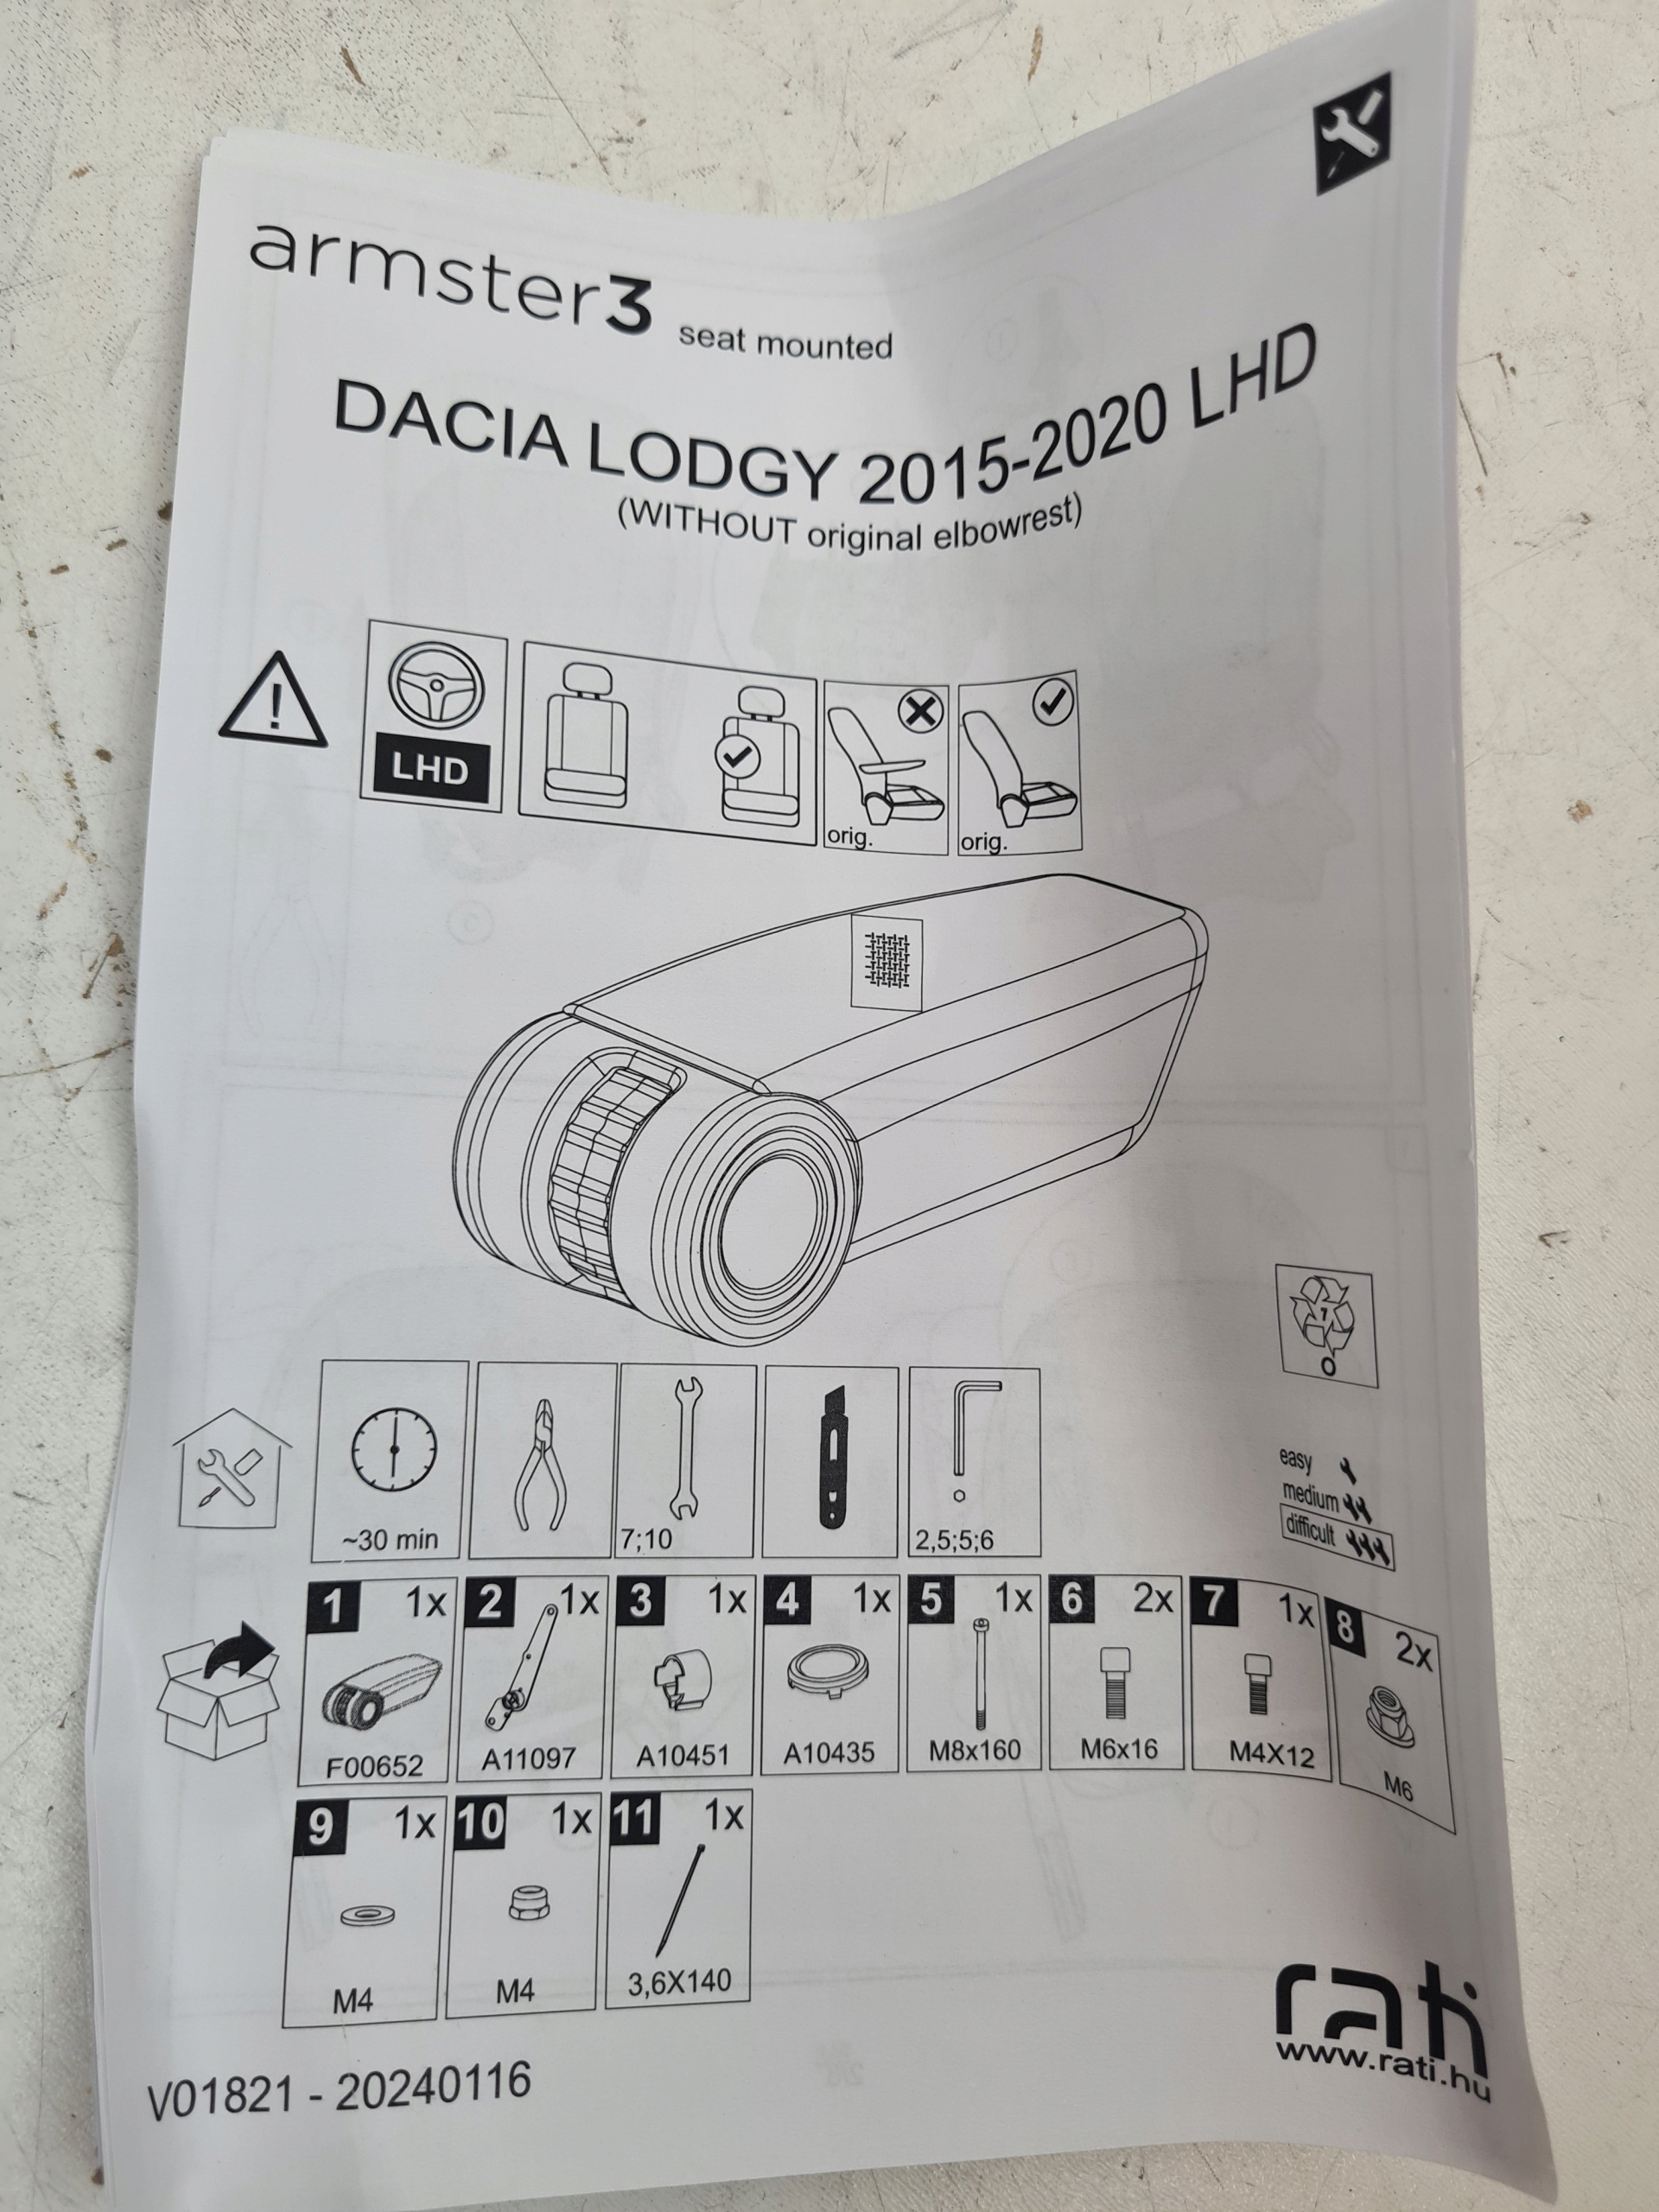 armster3 seat mounted
DACIA LODGY 2015-2020 LHD
(WITHOUT original elbowrest)
LHD
orig.
orig.
~30 min
7;10
2,5;5;6
easy
medium
difficult
1 1x
F00652
2 1x
A11097
3 1x
A10451
4 1x
A10435
5 1x
M8x160
6 2x
M6x16
7 1x
M4X12
8 2x
M6
9 1x
M4
10 1x
M4
11 1x
3,6X140
rati
www.rati.hu
V01821 - 20240116